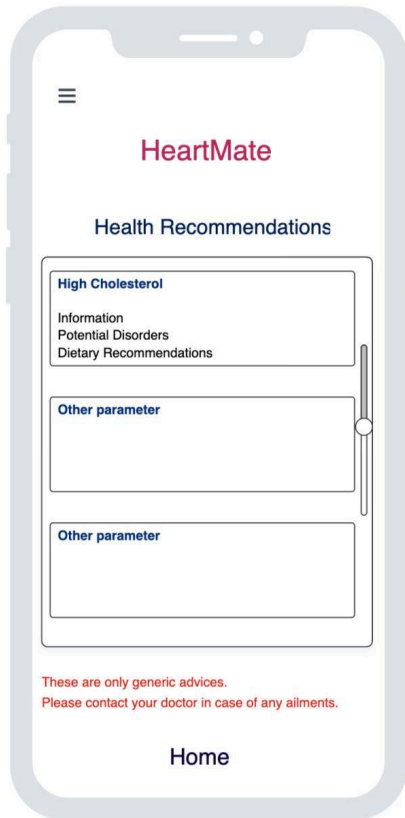 HeartMate
Health Recommendations
High Cholesterol
Information
Potential Disorders
Dietary Recommendations
Other parameter
Other parameter
These are only generic advices.
Please contact your doctor in case of any ailments.
Home